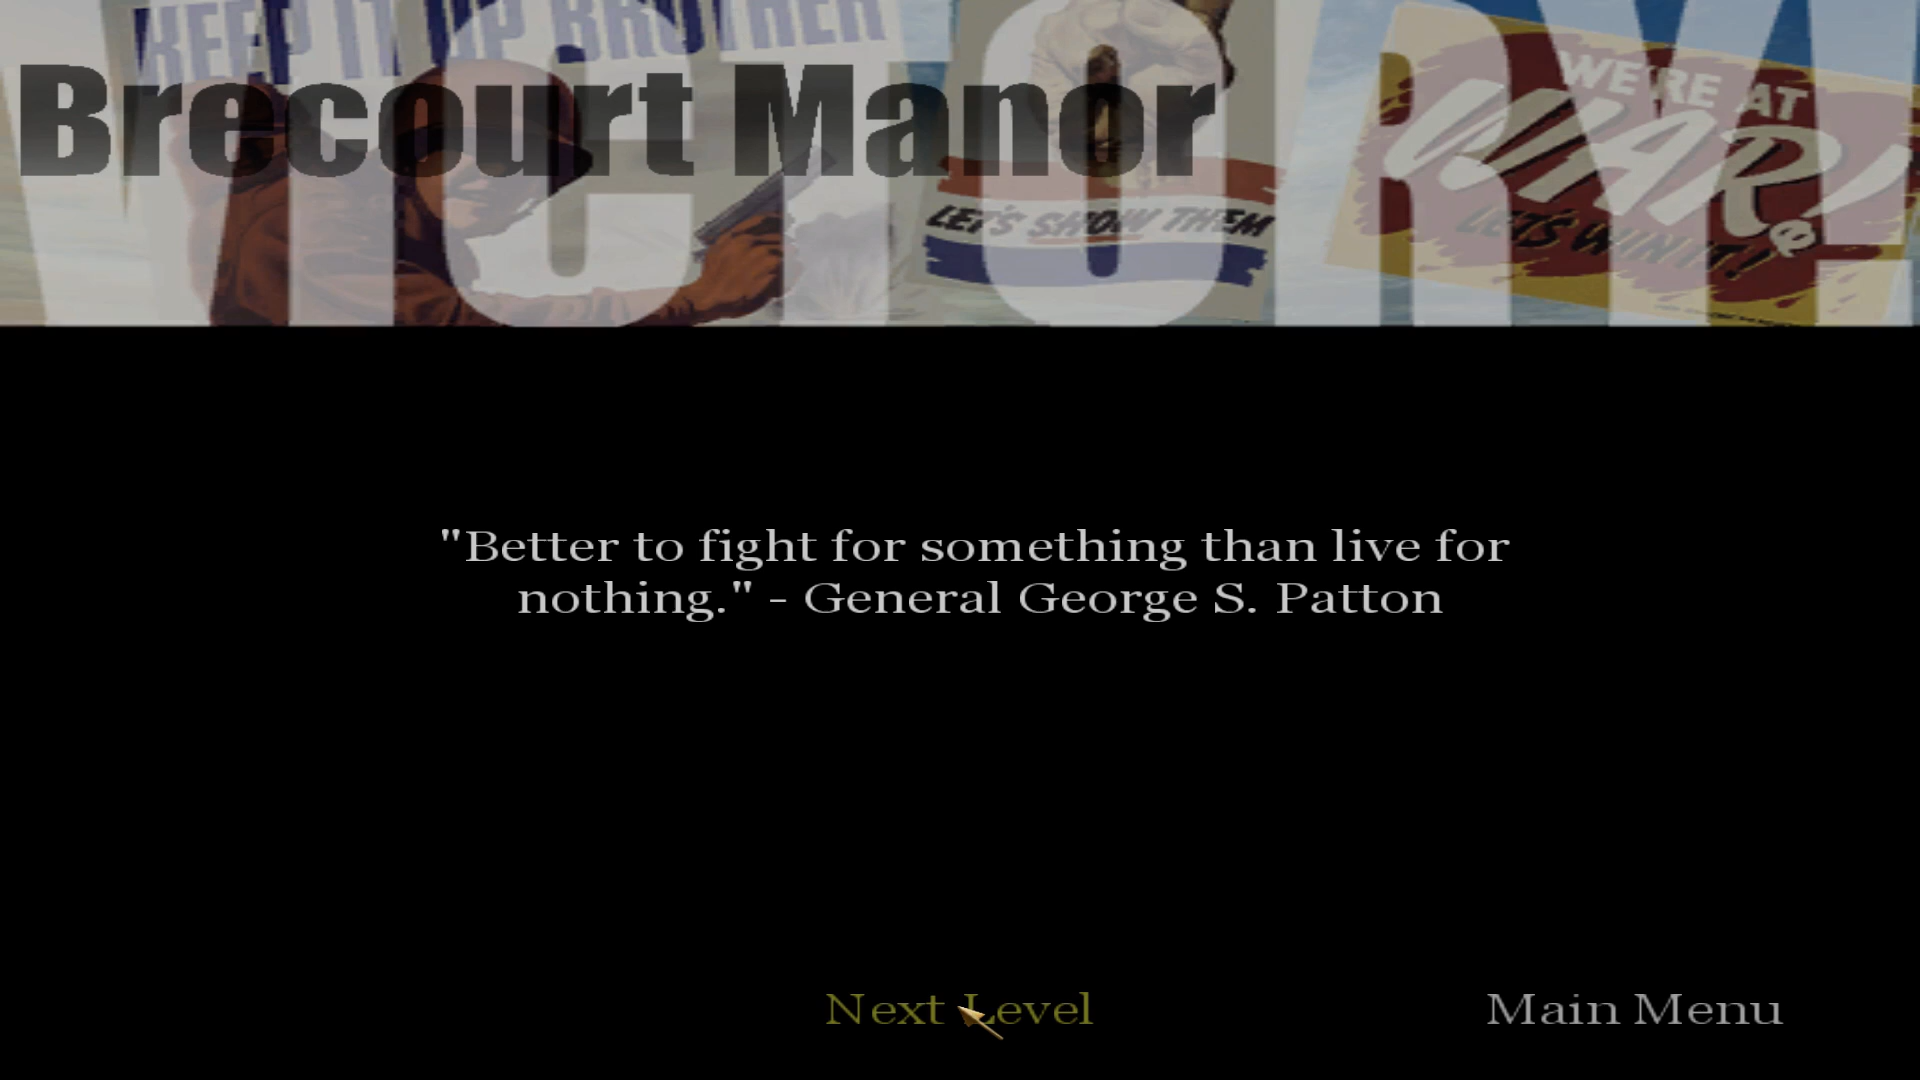 KEEP IT UP BROTHER
VICTORY
Brecourt Manor
WE'RE AT
WAR!
LET'S SHOW THEM
LET'S WIN IT!
"Better to fight for something than live for
nothing." - General George S. Patton
Next Level
Main Menu